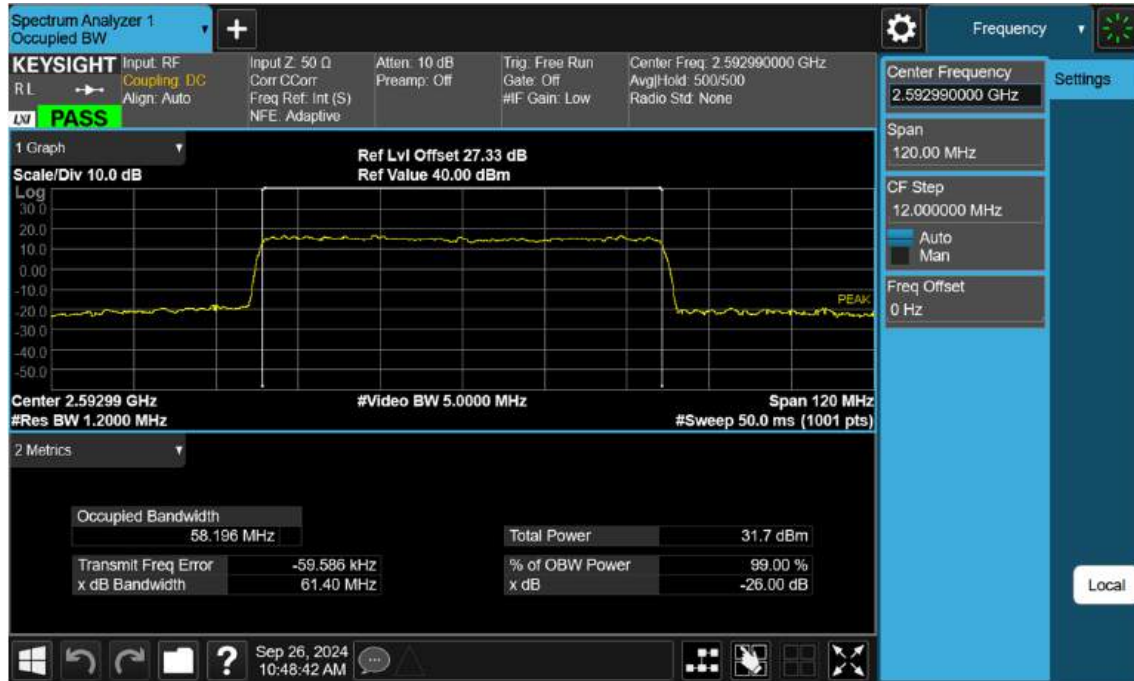 Spectrum Analyzer 1
Occupied BW
+
Frequency
KEYSIGHT
R L
LXI PASS
Input: RF
Coupling: DC
Align: Auto
Input Z: 50 Ω
Corr CCorr
Freq Ref: Int (S)
NFE: Adaptive
Atten: 10 dB
Preamp: Off
Trig: Free Run
Gate: Off
#IF Gain: Low
Center Freq: 2.592990000 GHz
Avg|Hold: 500/500
Radio Std: None
Center Frequency
2.592990000 GHz
Settings
Span
120.00 MHz
CF Step
12.000000 MHz
Auto
Man
Freq Offset
0 Hz
Local
1 Graph
Scale/Div 10.0 dB
Ref Lvl Offset 27.33 dB
Ref Value 40.00 dBm
Log
30.0
20.0
10.0
0.00
-10.0
-20.0
-30.0
-40.0
-50.0
PEAK
Center 2.59299 GHz
#Video BW 5.0000 MHz
Span 120 MHz
#Res BW 1.2000 MHz
#Sweep 50.0 ms (1001 pts)
2 Metrics
Occupied Bandwidth
58.196 MHz
Total Power 31.7 dBm
Transmit Freq Error -59.586 kHz
% of OBW Power 99.00 %
x dB Bandwidth 61.40 MHz
x dB -26.00 dB
?
Sep 26, 2024
10:48:42 AM